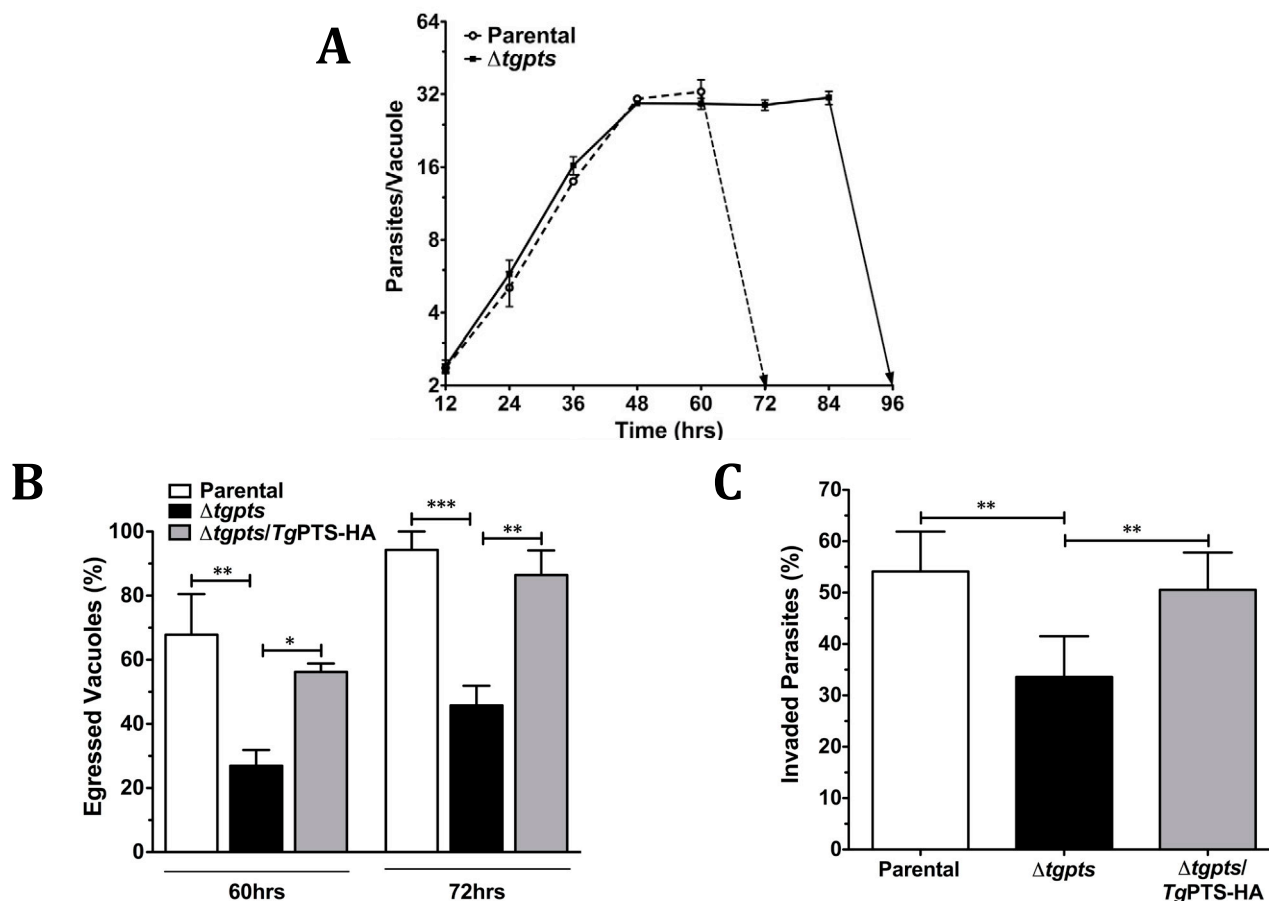 A
Parental
Δtgpts
64
32
16
8
4
2
Parasites/Vacuole
12 24 36 48 60 72 84 96
Time (hrs)
B
Parental
Δtgpts
Δtgpts/TgPTS-HA
100
80
60
40
20
0
Egressed Vacuoles (%)
** * *** **
60hrs 72hrs
C
70
60
50
40
30
20
10
0
Invaded Parasites (%)
** **
Parental Δtgpts Δtgpts/
TgPTS-HA